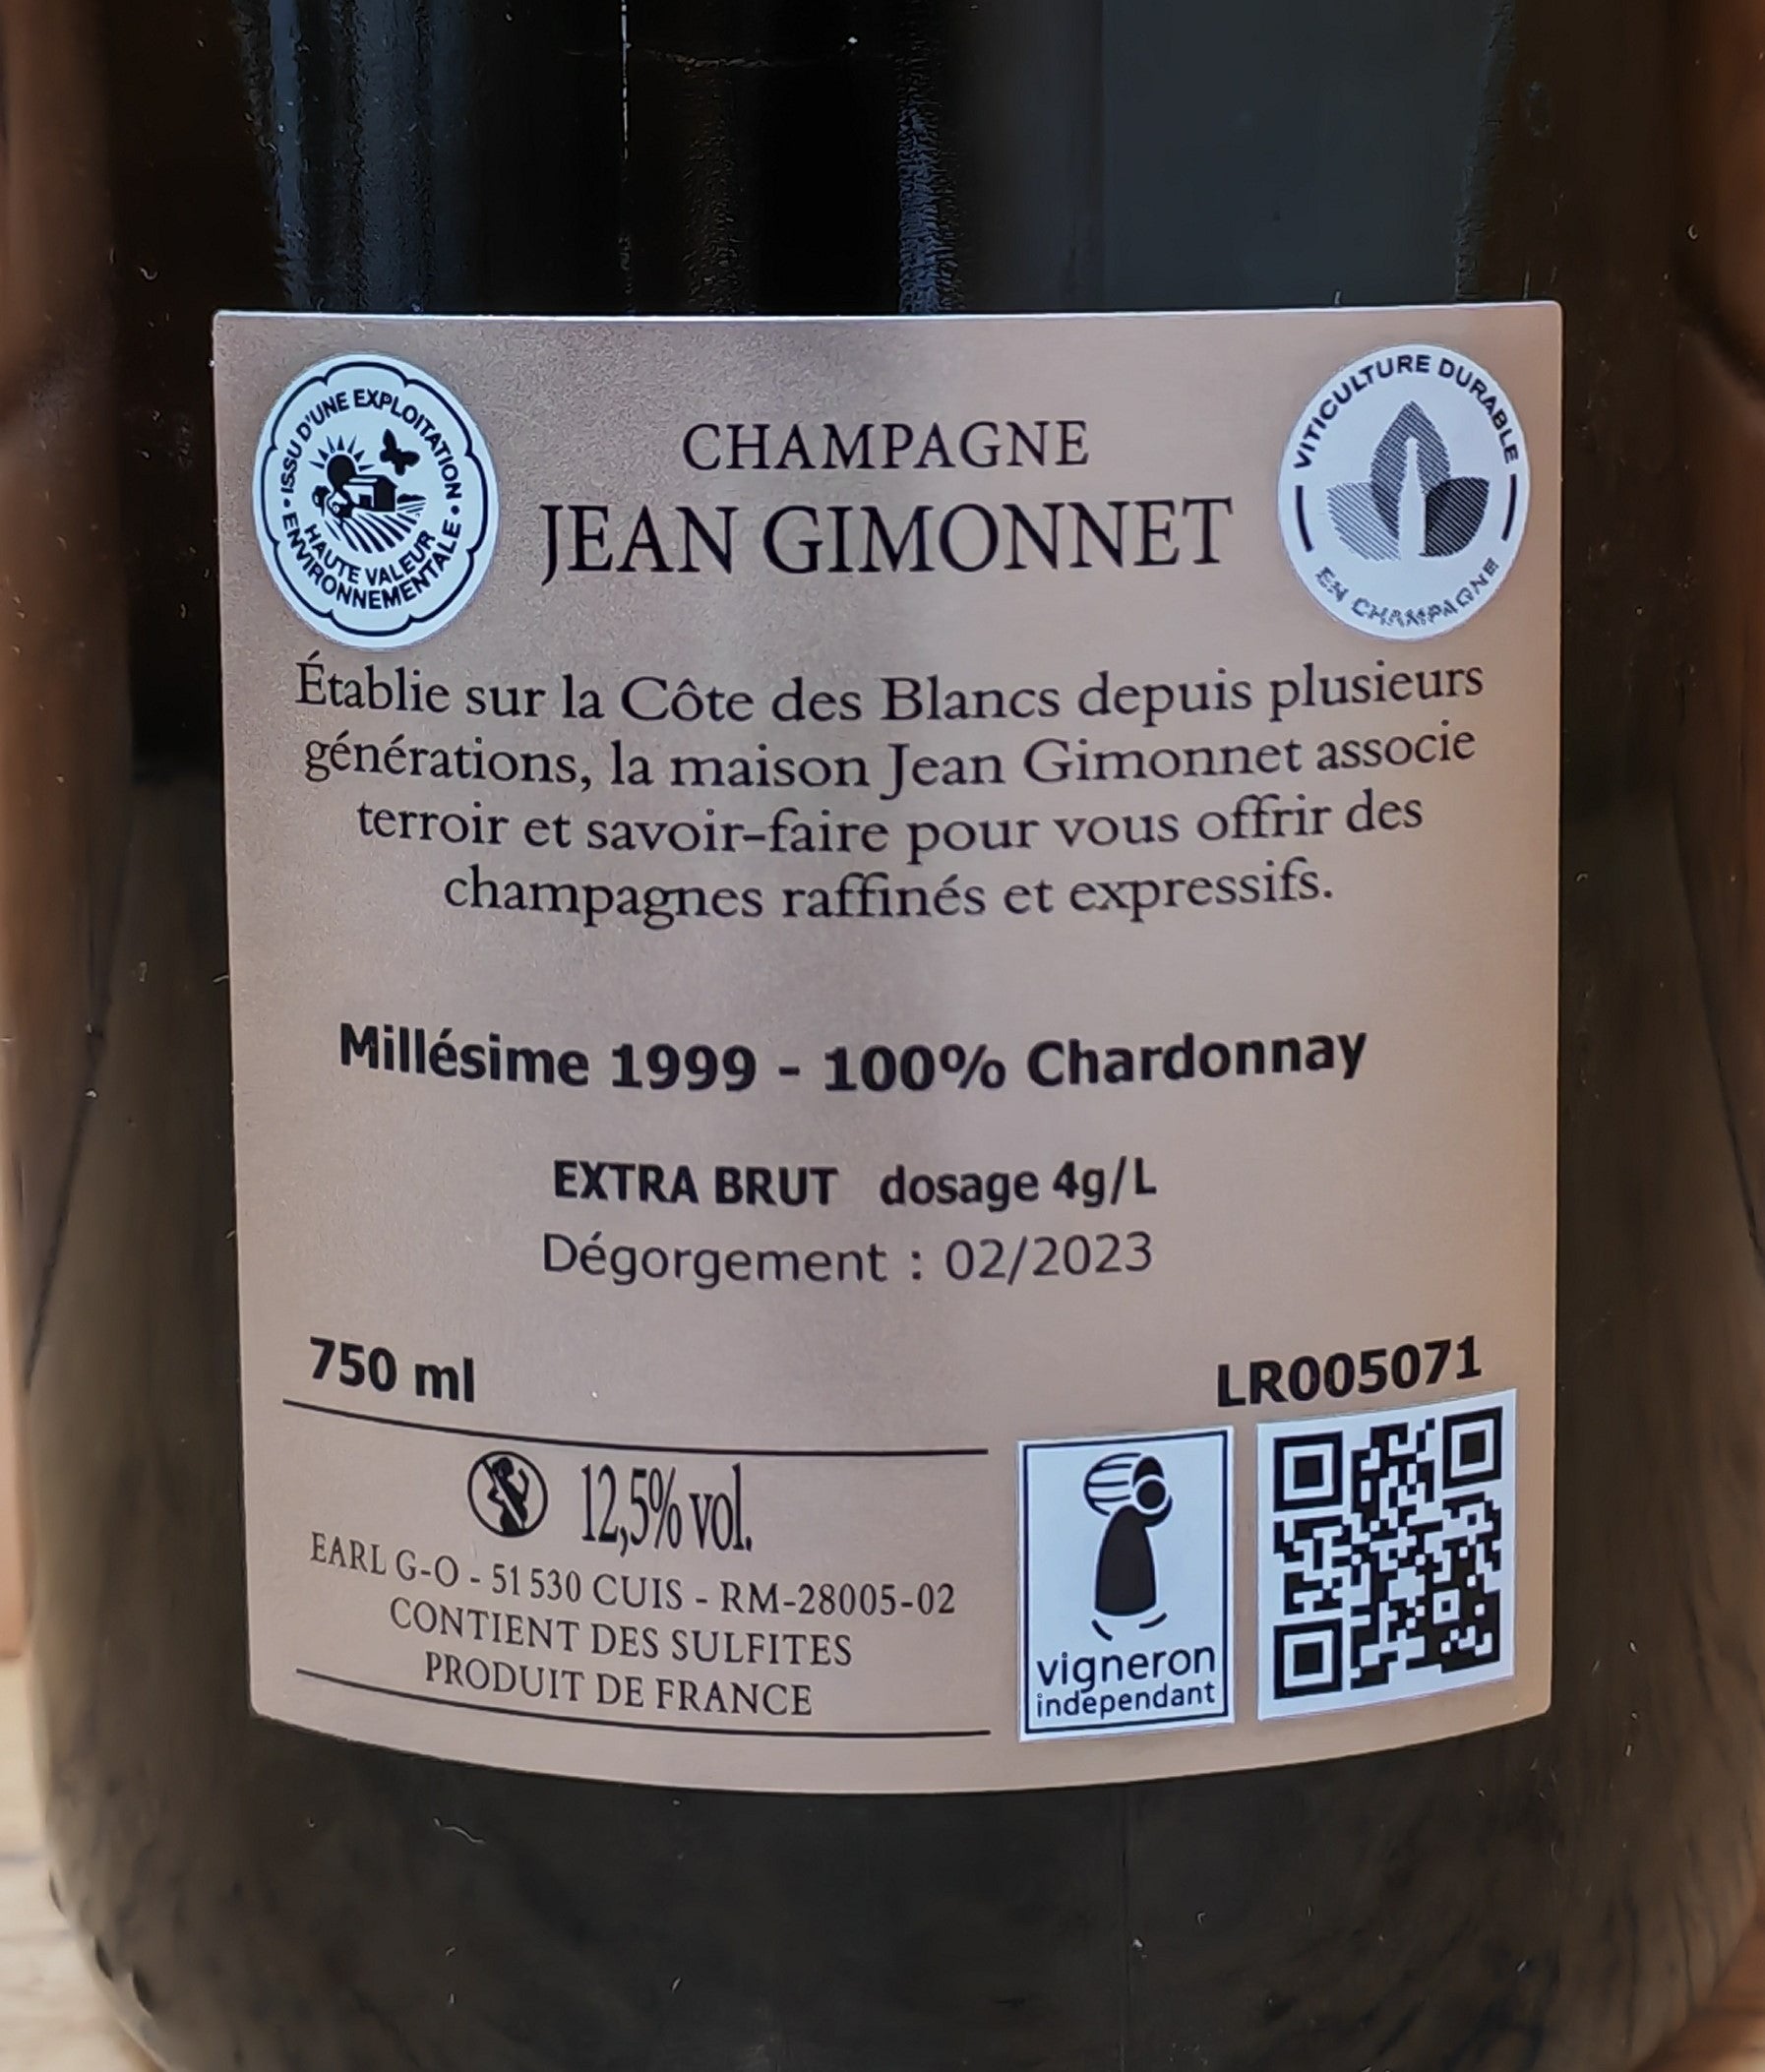 ISSU D'UNE EXPLOITATION
HAUTE VALEUR
ENVIRONNEMENTALE
VITICULTURE DURABLE
EN CHAMPAGNE
CHAMPAGNE
JEAN GIMONNET
Établie sur la Côte des Blancs depuis plusieurs
générations, la maison Jean Gimonnet associe
terroir et savoir-faire pour vous offrir des
champagnes raffinés et expressifs.
Millésime 1999 - 100% Chardonnay
EXTRA BRUT dosage 4g/L
Dégorgement : 02/2023
750 ml
LR005071
12,5% vol.
EARL G-O - 51 530 CUIS - RM-28005-02
CONTIENT DES SULFITES
PRODUIT DE FRANCE
vigneron
indépendant